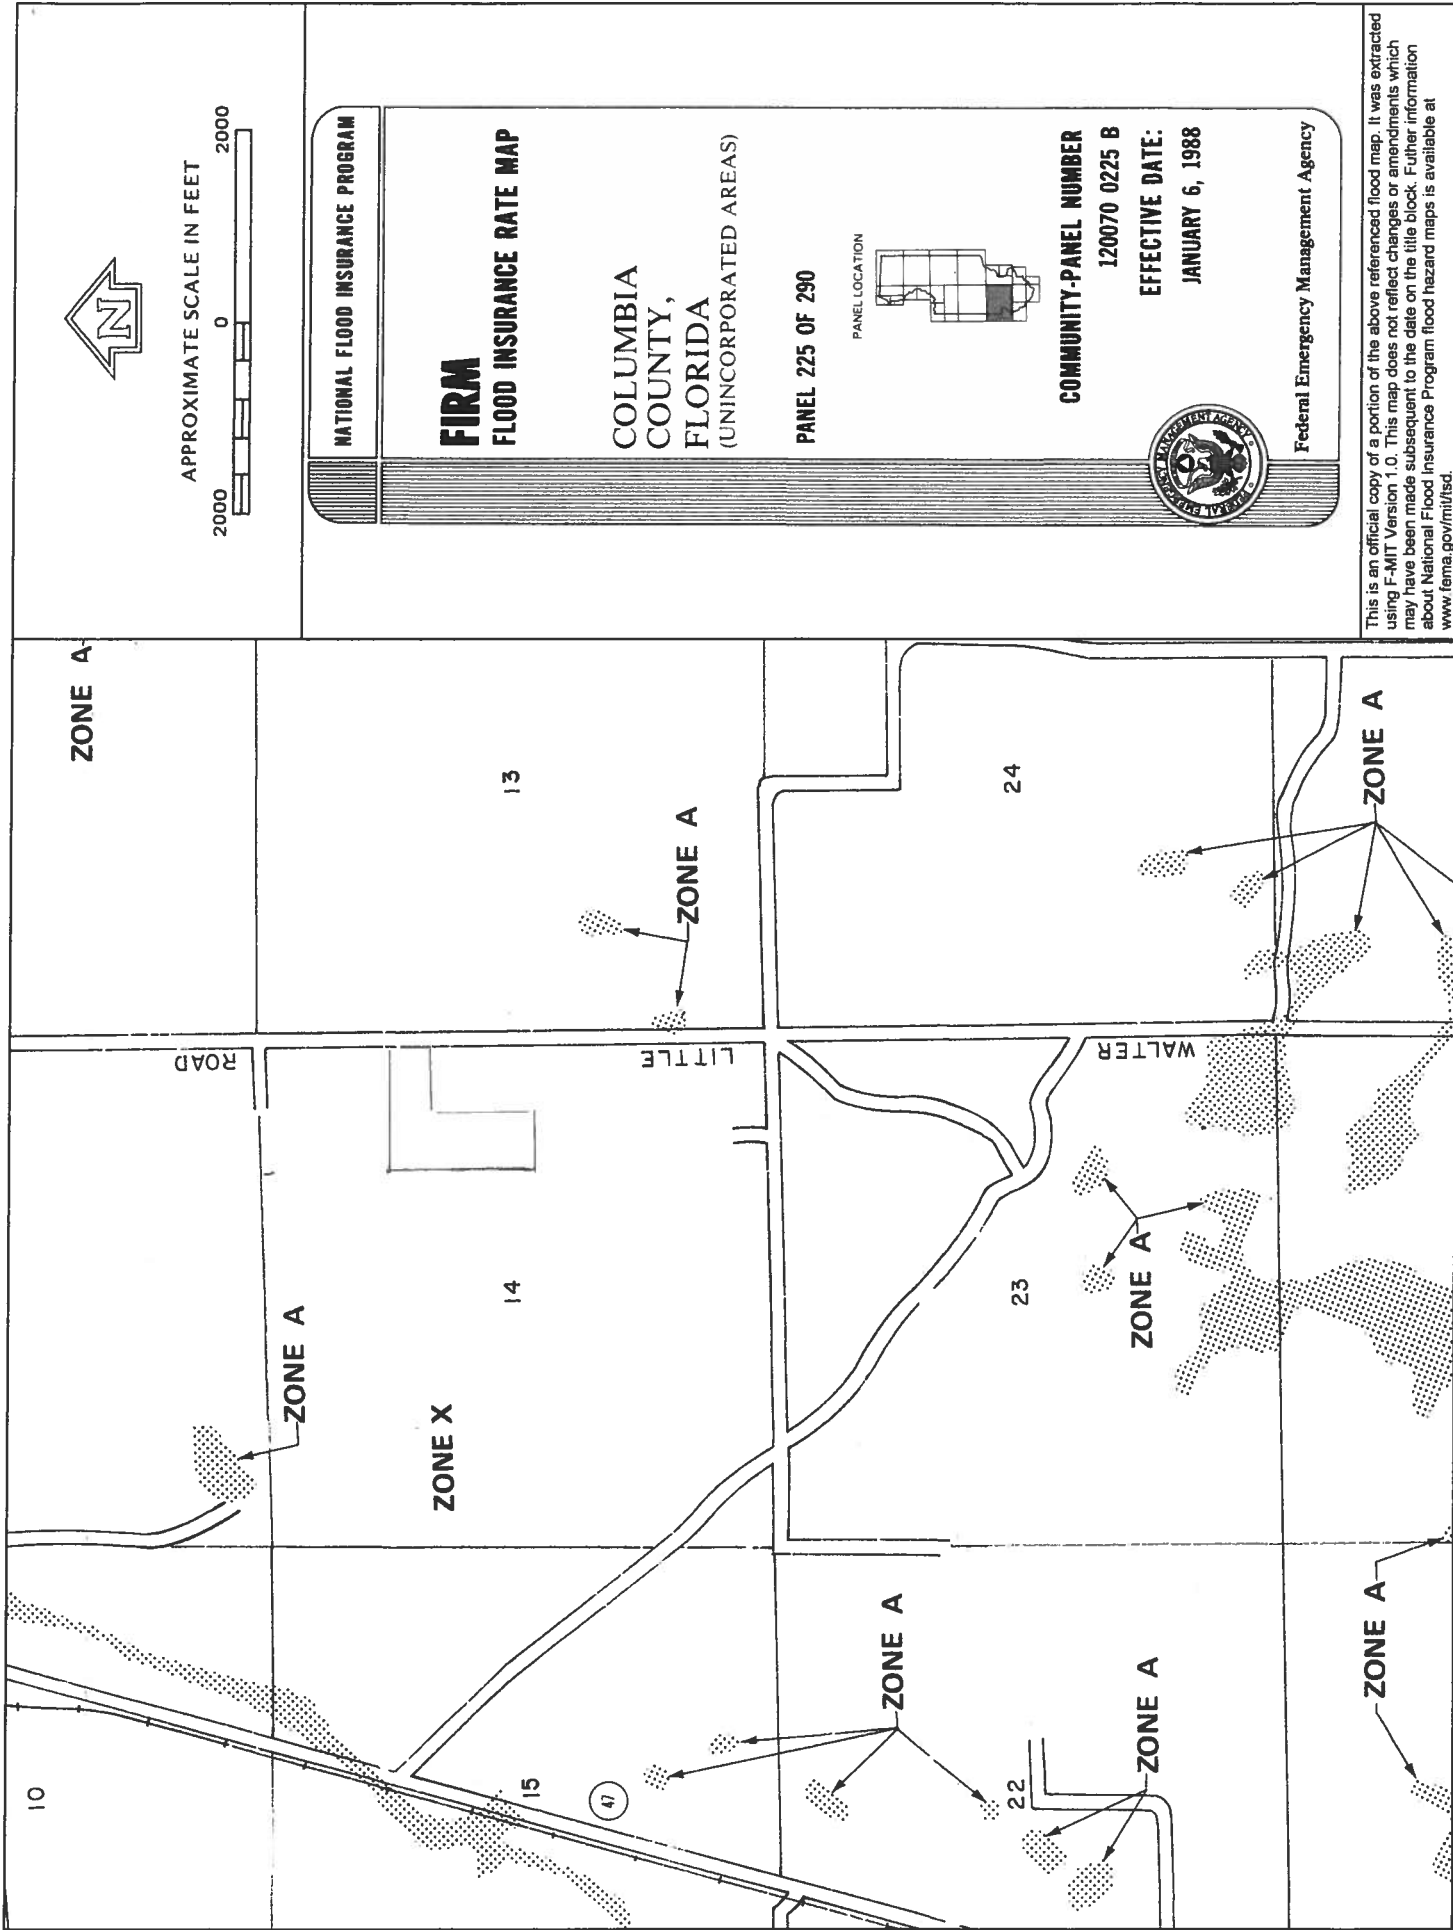 APPROXIMATE SCALE IN FEET
2000 0 2000
N
NATIONAL FLOOD INSURANCE PROGRAM
FIRM
FLOOD INSURANCE RATE MAP
COLUMBIA
COUNTY,
FLORIDA
(UNINCORPORATED AREAS)
PANEL 225 OF 290
PANEL LOCATION
COMMUNITY-PANEL NUMBER
120070 0225 B
EFFECTIVE DATE:
JANUARY 6, 1988
FEDERAL EMERGENCY MANAGEMENT AGENCY
Federal Emergency Management Agency
This is an official copy of a portion of the above referenced flood map. It was extracted
using F-MIT Version 1.0. This map does not reflect changes or amendments which
may have been made subsequent to the date on the title block. Futher information
about National Flood Insurance Program flood hazard maps is available at
www.fema.gov/mit/tsd.
ZONE A
13
ZONE A
24
ZONE A
ROAD
LITTLE
WALTER
ZONE A
14
ZONE X
23
ZONE A
10
15
47
ZONE A
22
ZONE A
ZONE A